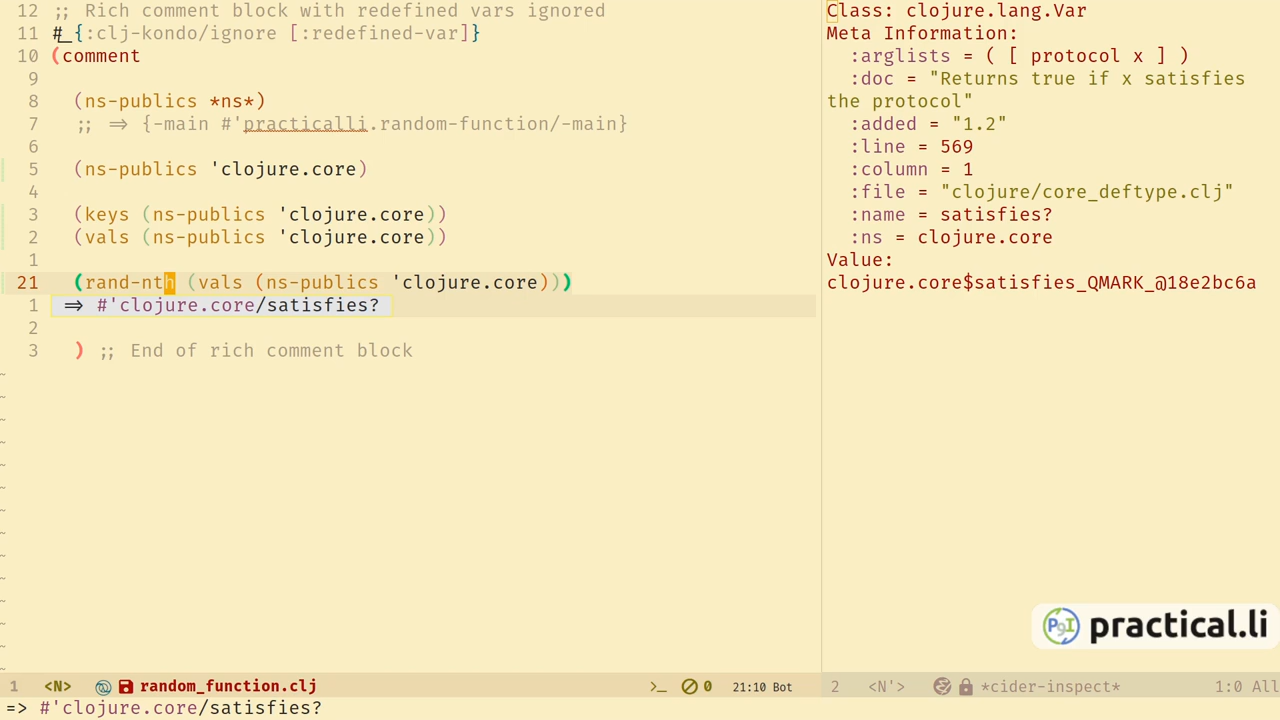 12 ;; Rich comment block with redefined vars ignored
11 #_{:clj-kondo/ignore [:redefined-var]}
10 (comment
9
8 (ns-publics *ns*)
7 ;; => {-main #'practicalli.random-function/-main}
6
5 (ns-publics 'clojure.core)
4
3 (keys (ns-publics 'clojure.core))
2 (vals (ns-publics 'clojure.core))
1
21 (rand-nth (vals (ns-publics 'clojure.core)))
1 => #'clojure.core/satisfies?
2
3 ) ;; End of rich comment block
~
~
~
~
~
~
~
~
~
~
~
~
~
~
1 <N> random_function.clj >_ 0 21:10 Bot
Class: clojure.lang.Var
Meta Information:
:arglists = ( [ protocol x ] )
:doc = "Returns true if x satisfies
the protocol"
:added = "1.2"
:line = 569
:column = 1
:file = "clojure/core_deftype.clj"
:name = satisfies?
:ns = clojure.core
Value:
clojure.core$satisfies_QMARK_@18e2bc6a
practical.li
2 <N'> *cider-inspect* 1:0 All
=> #'clojure.core/satisfies?